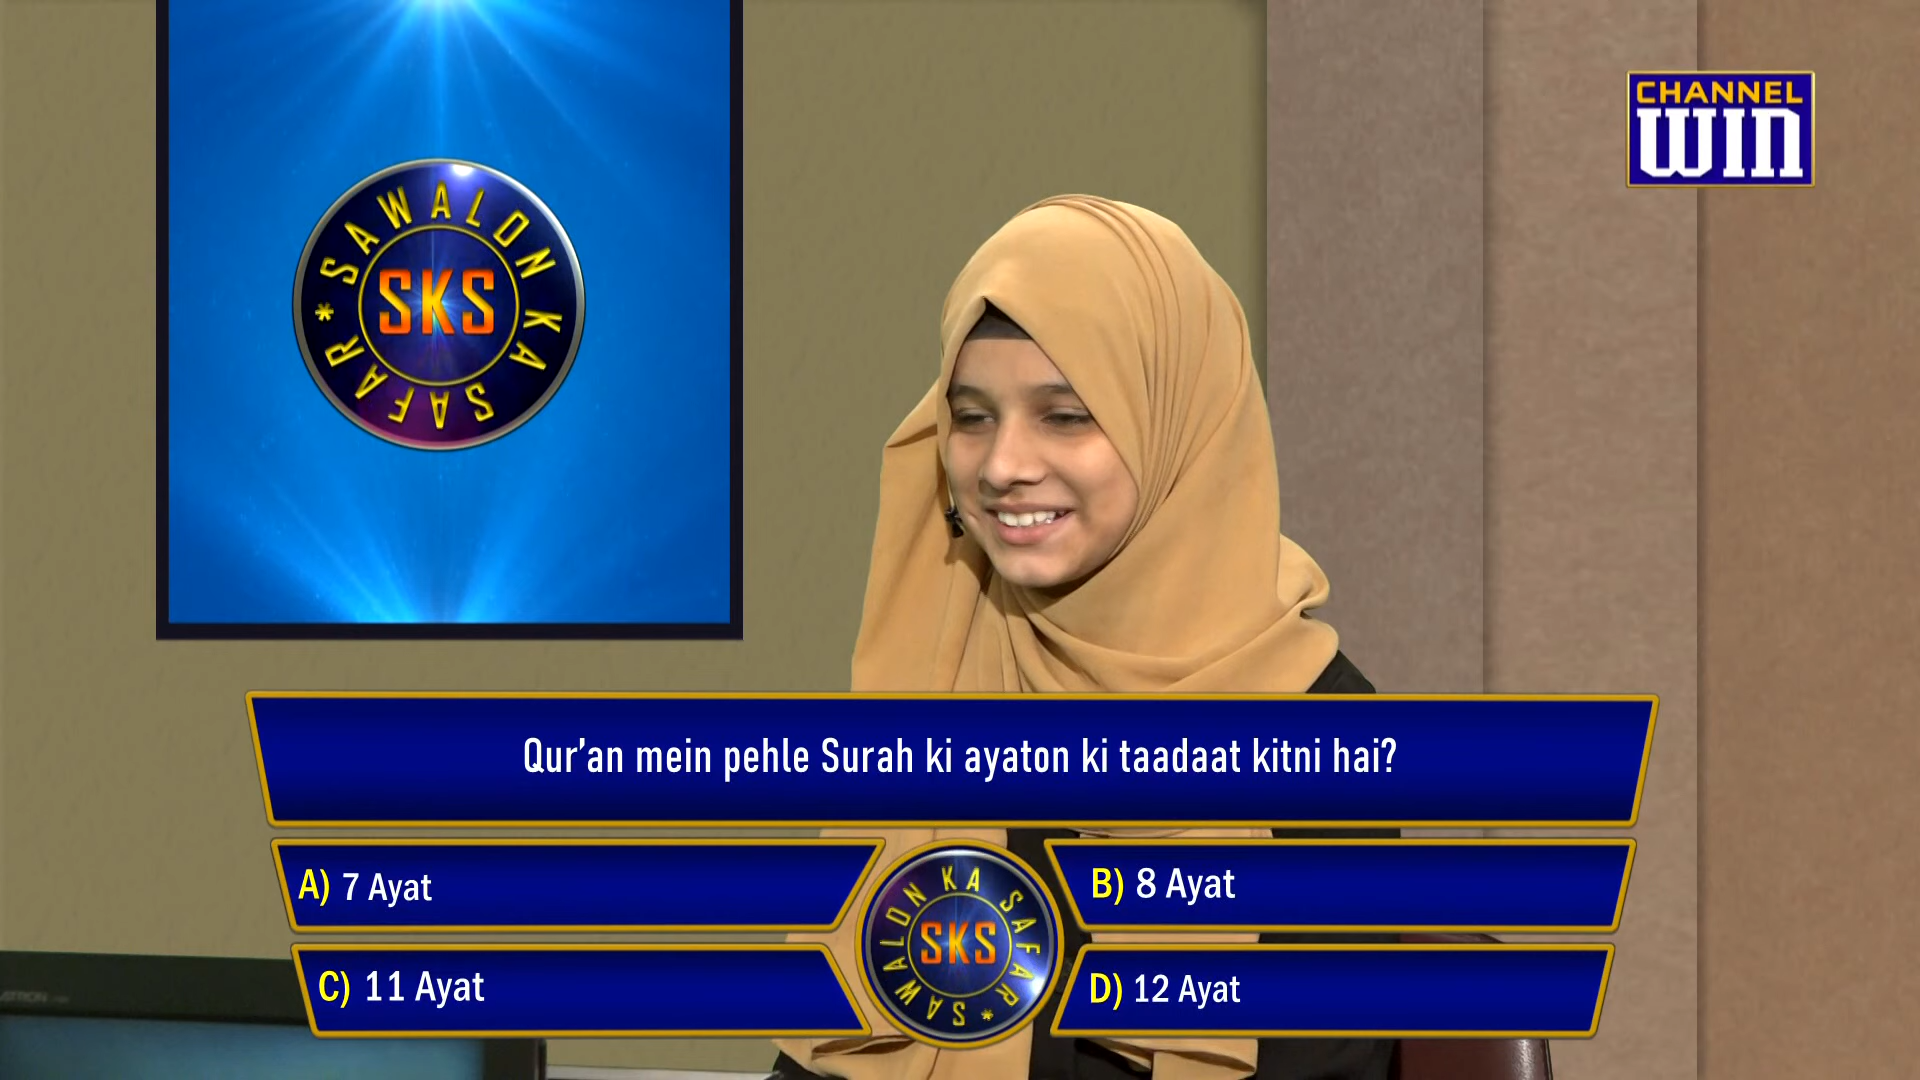 CHANNEL
WIN
SAWALON KA SAFAR *
SKS
Qur'an mein pehle Surah ki ayaton ki taadaat kitni hai?
A) 7 Ayat
B) 8 Ayat
SAWALON KA SAFAR *
SKS
C) 11 Ayat
D) 12 Ayat